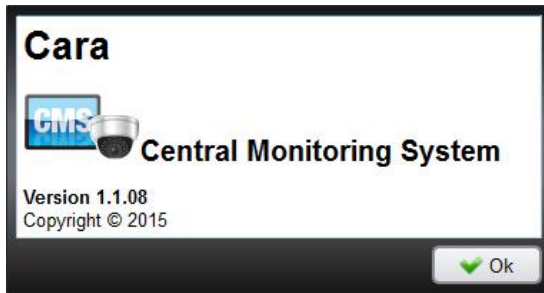 Cara
CMS
Central Monitoring System
Version 1.1.08
Copyright © 2015
Ok